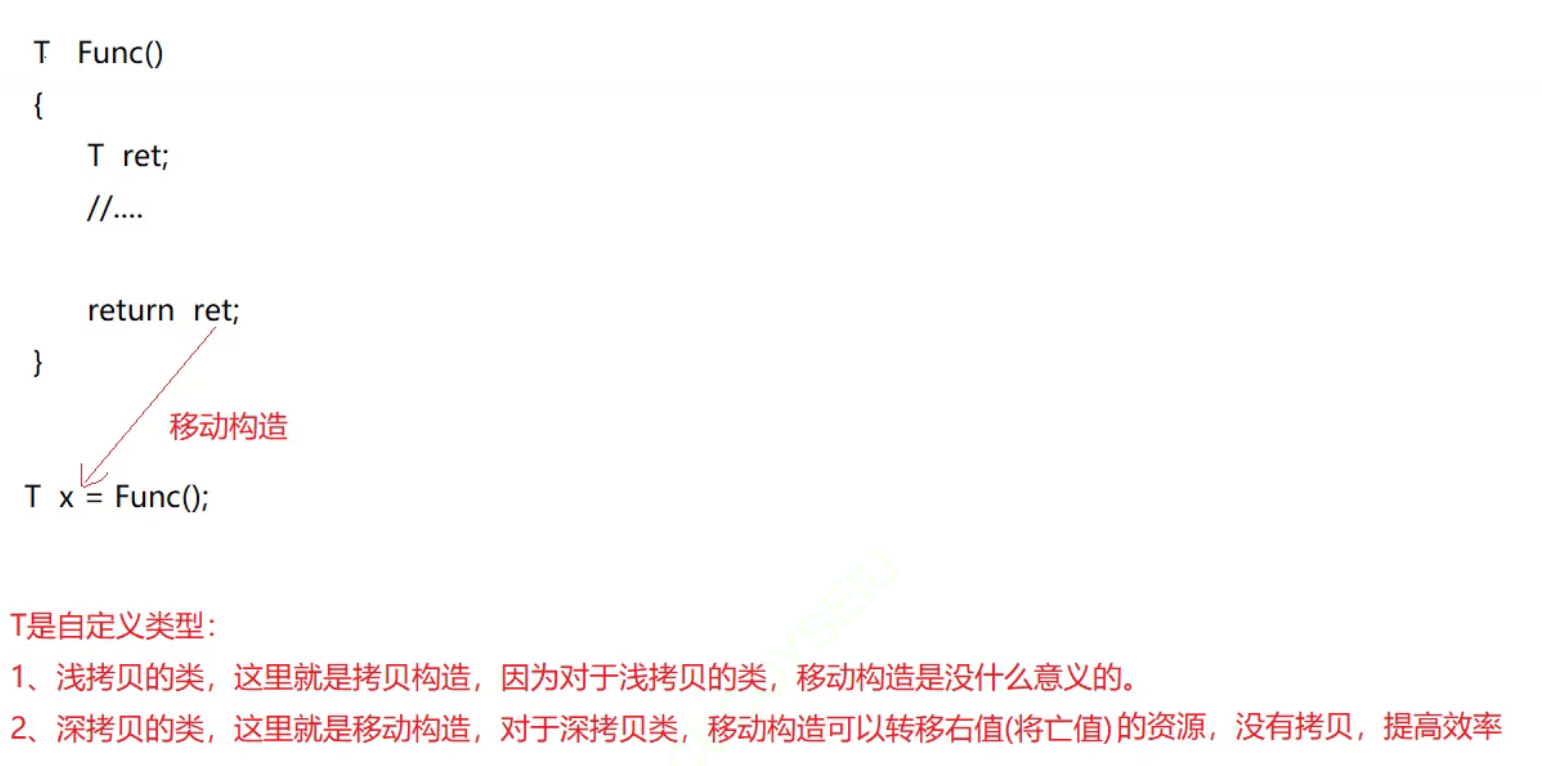 T Func()
{
T ret;
//....
return ret;
}
移动构造
T x = Func();
T是自定义类型：
1、浅拷贝的类，这里就是拷贝构造，因为对于浅拷贝的类，移动构造是没什么意义的。
2、深拷贝的类，这里就是移动构造，对于深拷贝类，移动构造可以转移右值(将亡值)的资源，没有拷贝，提高效率